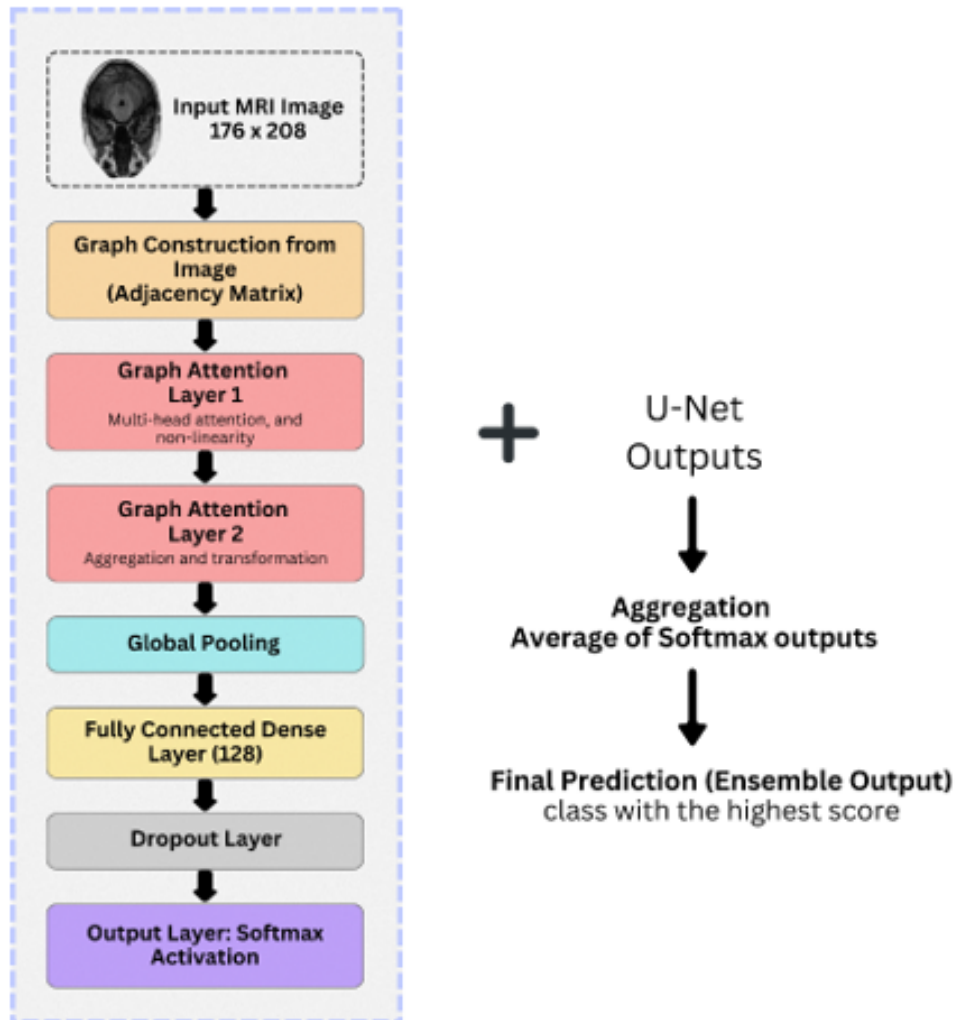 Input MRI Image
176 x 208
Graph Construction from
Image
(Adjacency Matrix)
Graph Attention
Layer 1
Multi-head attention, and
non-linearity
Graph Attention
Layer 2
Aggregation and transformation
Global Pooling
Fully Connected Dense
Layer (128)
Dropout Layer
Output Layer: Softmax
Activation
+
U-Net
Outputs
Aggregation
Average of Softmax outputs
Final Prediction (Ensemble Output)
class with the highest score